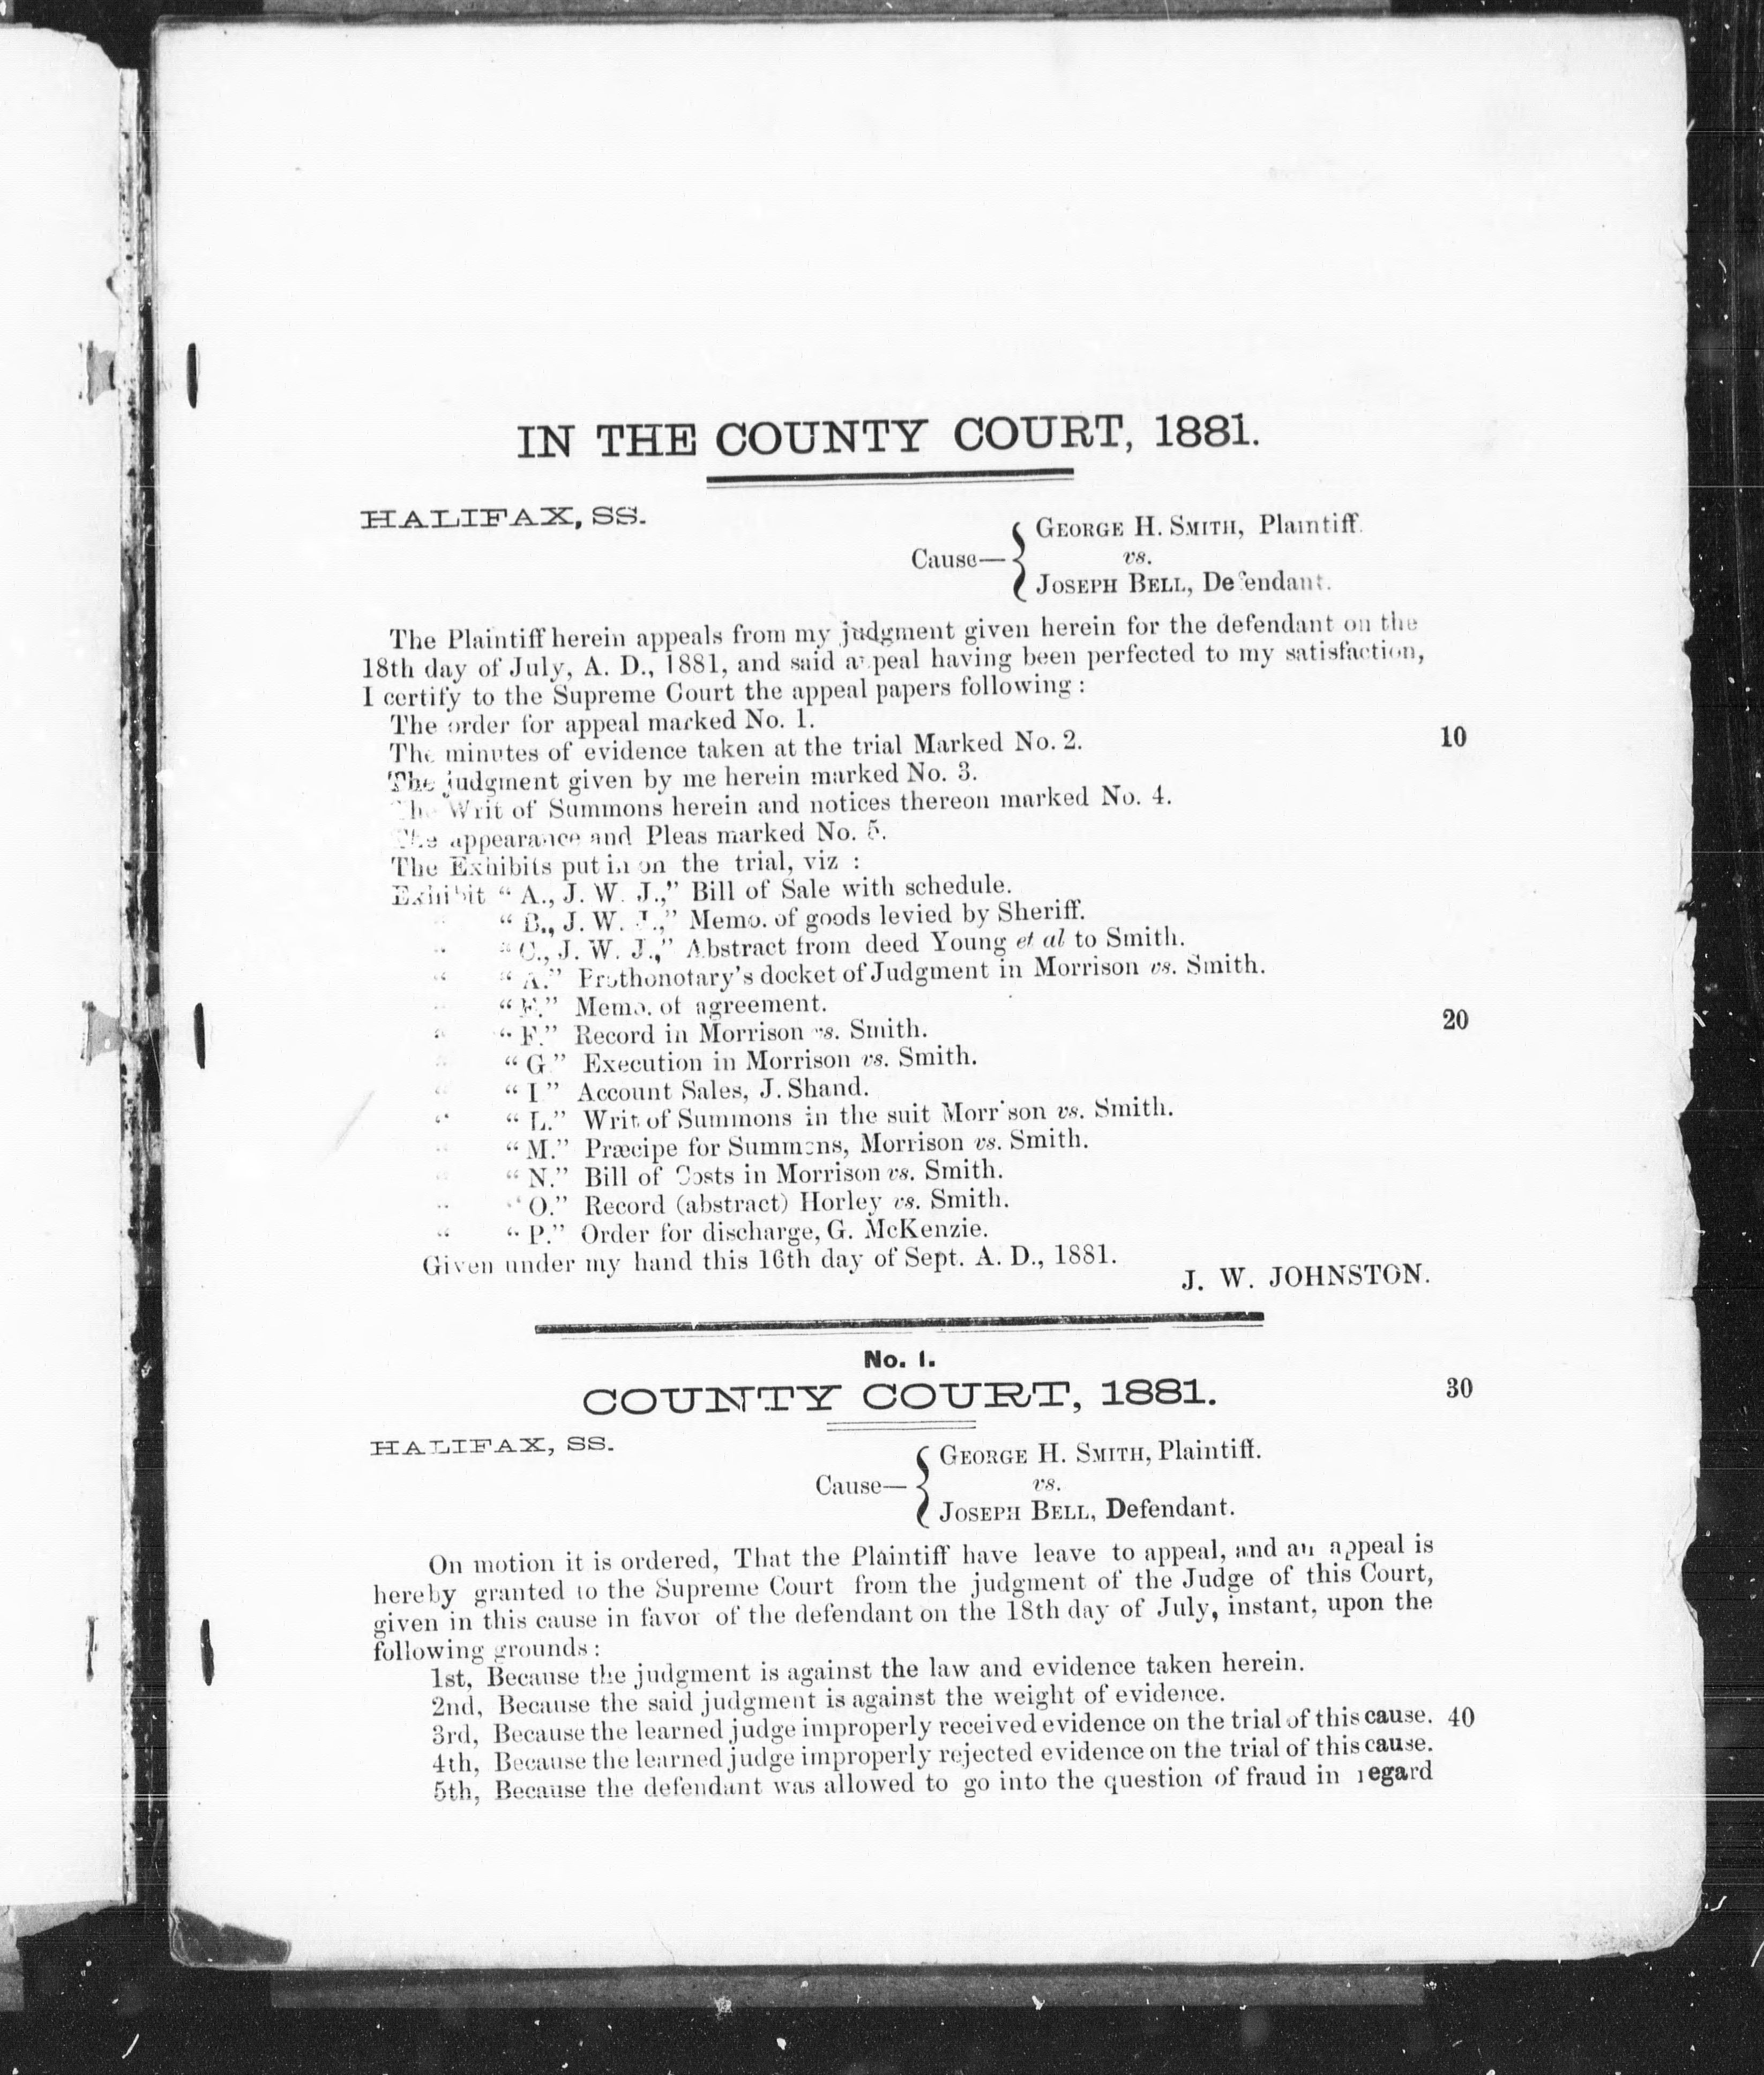 IN THE COUNTY COURT, 1881.
HALIFAX, SS.
GEORGE H. SMITH, Plaintiff.
Cause— vs.
JOSEPH BELL, Defendant.
The Plaintiff herein appeals from my judgment given herein for the defendant on the
18th day of July, A. D., 1881, and said appeal having been perfected to my satisfaction,
I certify to the Supreme Court the appeal papers following :
The order for appeal marked No. 1.
The minutes of evidence taken at the trial Marked No. 2. 10
The judgment given by me herein marked No. 3.
The Writ of Summons herein and notices thereon marked No. 4.
The appearance and Pleas marked No. 5.
The Exhibits put in on the trial, viz :
Exhibit “ A., J. W. J.,” Bill of Sale with schedule.
“ “ B., J. W. J.,” Memo. of goods levied by Sheriff.
“ “ C., J. W. J.,” Abstract from deed Young et al to Smith.
“ “ A.” Prothonotary's docket of Judgment in Morrison vs. Smith.
“ “ E.” Memo. of agreement.
“ “ F.” Record in Morrison vs. Smith. 20
“ “ G.” Execution in Morrison vs. Smith.
“ “ I ” Account Sales, J. Shand.
“ “ L.” Writ of Summons in the suit Morrison vs. Smith.
“ “ M.” Præcipe for Summons, Morrison vs. Smith.
“ “ N.” Bill of Costs in Morrison vs. Smith.
“ “ O.” Record (abstract) Horley vs. Smith.
“ “ P.” Order for discharge, G. McKenzie.
Given under my hand this 16th day of Sept. A. D., 1881.
J. W. JOHNSTON.
No. 1.
COUNTY COURT, 1881. 30
HALIFAX, SS.
GEORGE H. SMITH, Plaintiff.
Cause— vs.
JOSEPH BELL, Defendant.
On motion it is ordered, That the Plaintiff have leave to appeal, and an appeal is
hereby granted to the Supreme Court from the judgment of the Judge of this Court,
given in this cause in favor of the defendant on the 18th day of July, instant, upon the
following grounds :
1st, Because the judgment is against the law and evidence taken herein.
2nd, Because the said judgment is against the weight of evidence.
3rd, Because the learned judge improperly received evidence on the trial of this cause. 40
4th, Because the learned judge improperly rejected evidence on the trial of this cause.
5th, Because the defendant was allowed to go into the question of fraud in regard